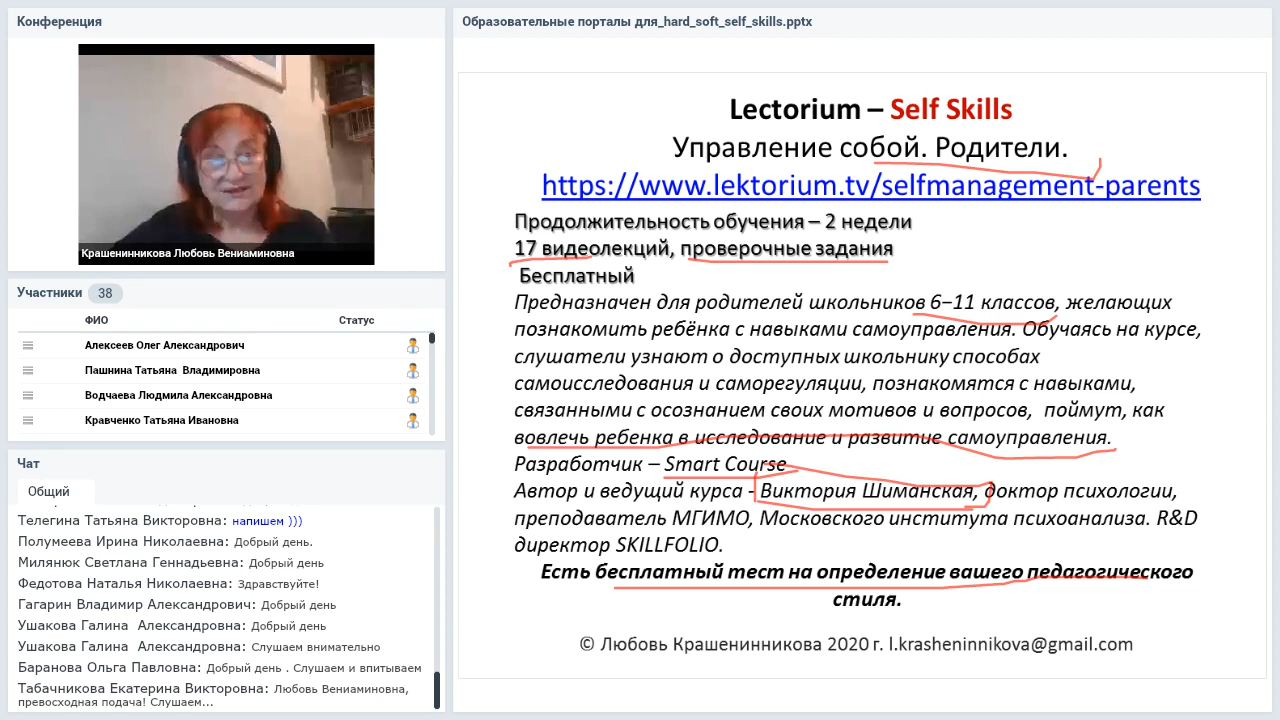 Конференция
Крашенинникова Любовь Вениаминовна
Участники 38
ФИО Статус
Алексеев Олег Александрович
Пашнина Татьяна Владимировна
Водчаева Людмила Александровна
Кравченко Татьяна Ивановна
Чат
Общий
Телегина Татьяна Викторовна: напишем )))
Полумеева Ирина Николаевна: Добрый день.
Милянюк Светлана Геннадьевна: Добрый день
Федотова Наталья Николаевна: Здравствуйте!
Гагарин Владимир Александрович: Добрый день
Ушакова Галина Александровна: Добрый день
Ушакова Галина Александровна: Слушаем внимательно
Баранова Ольга Павловна: Добрый день . Слушаем и впитываем
Табачникова Екатерина Викторовна: Любовь Вениаминовна,
превосходная подача! Слушаем...
Образовательные порталы для_hard_soft_self_skills.pptx
Lectorium – Self Skills
Управление собой. Родители.
https://www.lektorium.tv/selfmanagement-parents
Продолжительность обучения – 2 недели
17 видеолекций, проверочные задания
Бесплатный
Предназначен для родителей школьников 6–11 классов, желающих
познакомить ребёнка с навыками самоуправления. Обучаясь на курсе,
слушатели узнают о доступных школьнику способах
самоисследования и саморегуляции, познакомятся с навыками,
связанными с осознанием своих мотивов и вопросов, поймут, как
вовлечь ребенка в исследование и развитие самоуправления.
Разработчик – Smart Course
Автор и ведущий курса - Виктория Шиманская, доктор психологии,
преподаватель МГИМО, Московского института психоанализа. R&D
директор SKILLFOLIO.
Есть бесплатный тест на определение вашего педагогического
стиля.
© Любовь Крашенинникова 2020 г. l.krasheninnikova@gmail.com